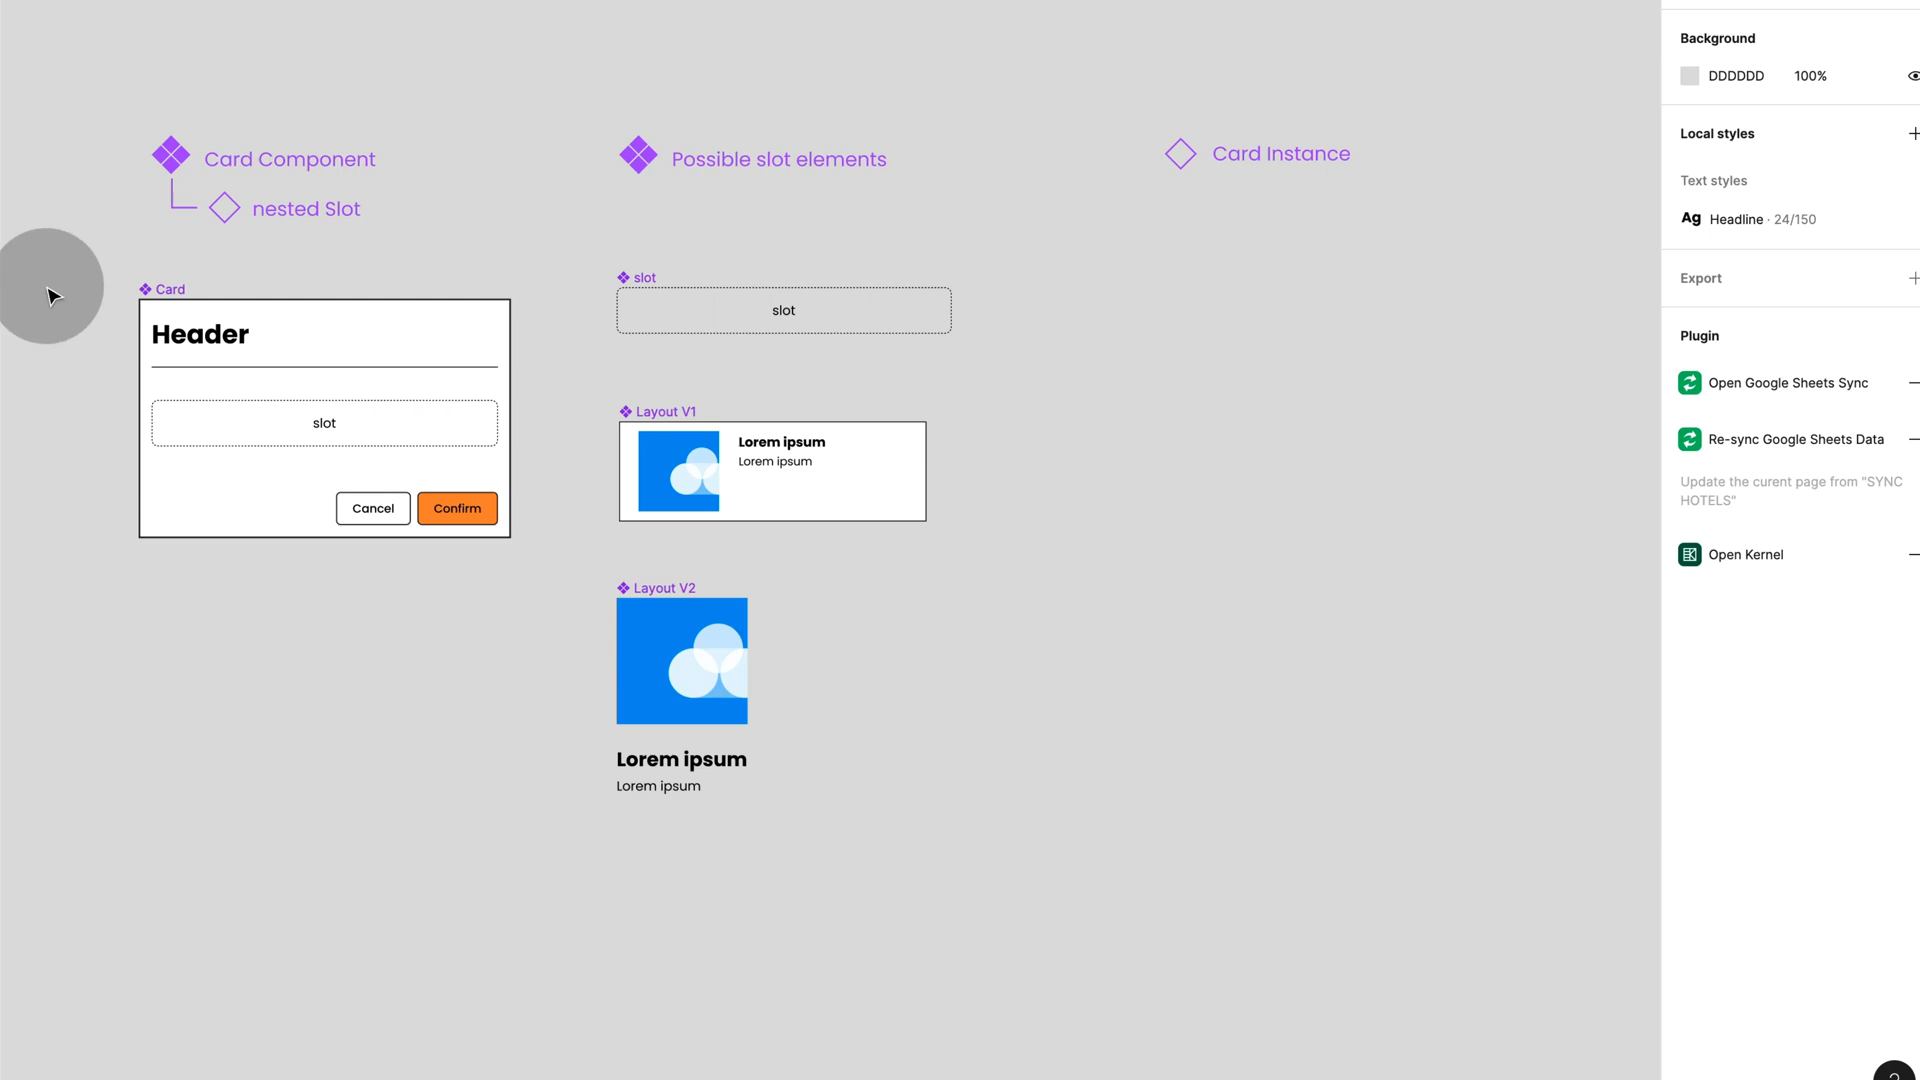 Card Component
nested Slot
Card
Header
slot
Cancel
Confirm
Possible slot elements
slot
slot
Layout V1
Lorem ipsum
Lorem ipsum
Layout V2
Lorem ipsum
Lorem ipsum
Card Instance
Background
DDDDDD 100%
Local styles
Text styles
Ag Headline · 24/150
Export
Plugin
Open Google Sheets Sync
Re-sync Google Sheets Data
Update the curent page from "SYNC
HOTELS"
Open Kernel